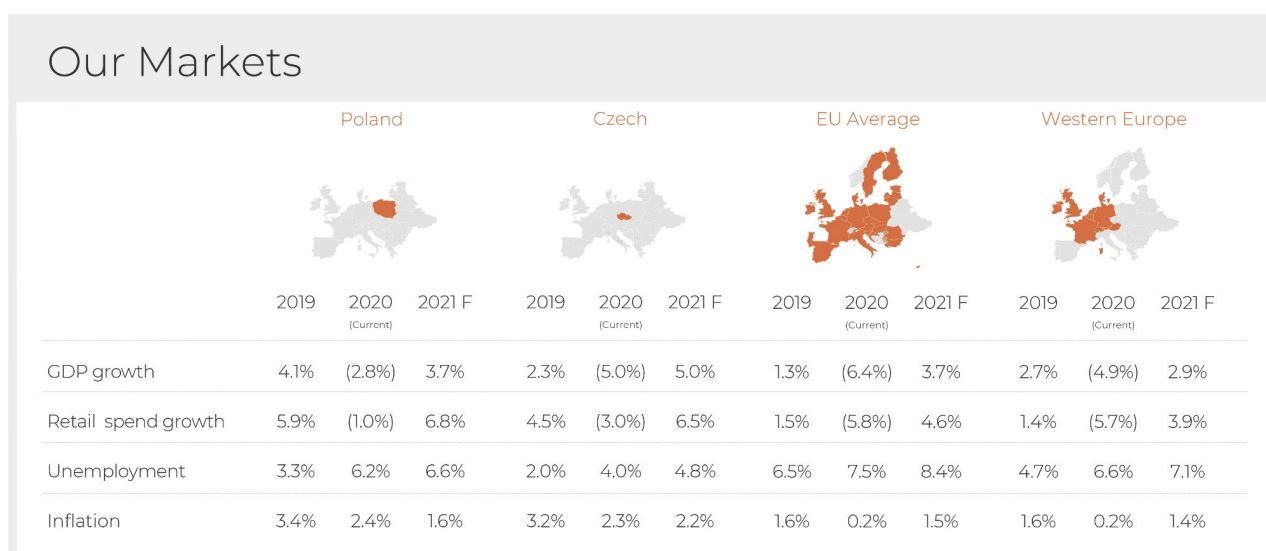 Our Markets
Poland Czech EU Average Western Europe
2019 2020 2021 F 2019 2020 2021 F 2019 2020 2021 F 2019 2020 2021 F
(Current) (Current) (Current) (Current)
GDP growth 4.1% (2.8%) 3.7% 2.3% (5.0%) 5.0% 1.3% (6.4%) 3.7% 2.7% (4.9%) 2.9%
Retail spend growth 5.9% (1.0%) 6.8% 4.5% (3.0%) 6.5% 1.5% (5.8%) 4.6% 1.4% (5.7%) 3.9%
Unemployment 3.3% 6.2% 6.6% 2.0% 4.0% 4.8% 6.5% 7.5% 8.4% 4.7% 6.6% 7.1%
Inflation 3.4% 2.4% 1.6% 3.2% 2.3% 2.2% 1.6% 0.2% 1.5% 1.6% 0.2% 1.4%